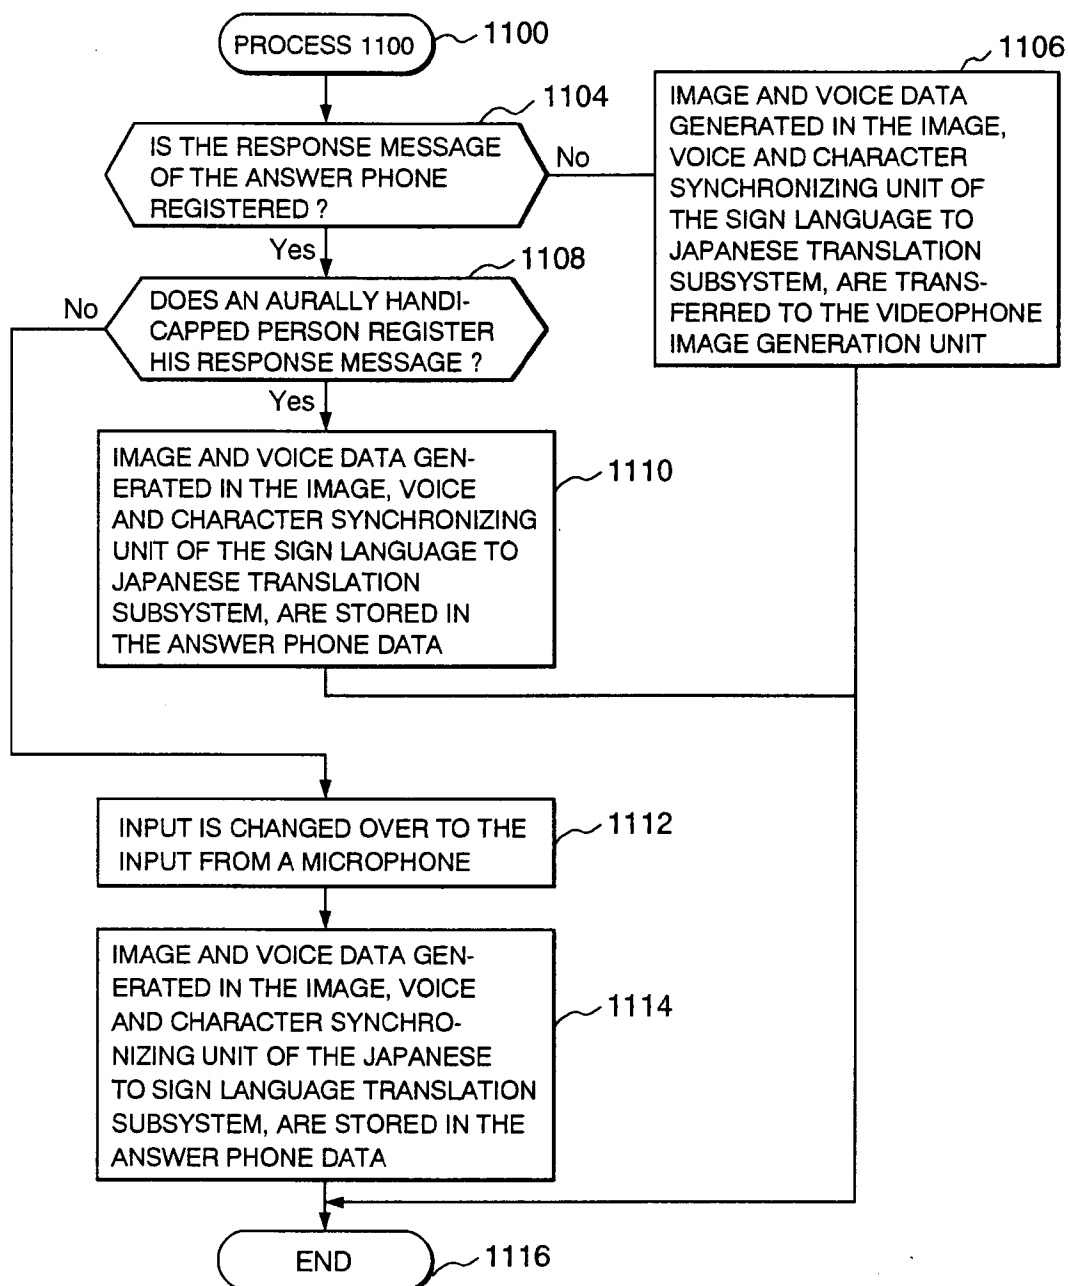 PROCESS 1100
1100
1104
IS THE RESPONSE MESSAGE
OF THE ANSWER PHONE
REGISTERED ?
No
1106
IMAGE AND VOICE DATA
GENERATED IN THE IMAGE,
VOICE AND CHARACTER
SYNCHRONIZING UNIT OF
THE SIGN LANGUAGE TO
JAPANESE TRANSLATION
SUBSYSTEM, ARE TRANS-
FERRED TO THE VIDEOPHONE
IMAGE GENERATION UNIT
Yes
1108
No
DOES AN AURALLY HANDI-
CAPPED PERSON REGISTER
HIS RESPONSE MESSAGE ?
Yes
1110
IMAGE AND VOICE DATA GEN-
ERATED IN THE IMAGE, VOICE
AND CHARACTER SYNCHRONIZING
UNIT OF THE SIGN LANGUAGE TO
JAPANESE TRANSLATION
SUBSYSTEM, ARE STORED IN
THE ANSWER PHONE DATA
1112
INPUT IS CHANGED OVER TO THE
INPUT FROM A MICROPHONE
1114
IMAGE AND VOICE DATA GEN-
ERATED IN THE IMAGE, VOICE
AND CHARACTER SYNCHRO-
NIZING UNIT OF THE JAPANESE
TO SIGN LANGUAGE TRANSLATION
SUBSYSTEM, ARE STORED IN THE
ANSWER PHONE DATA
END
1116